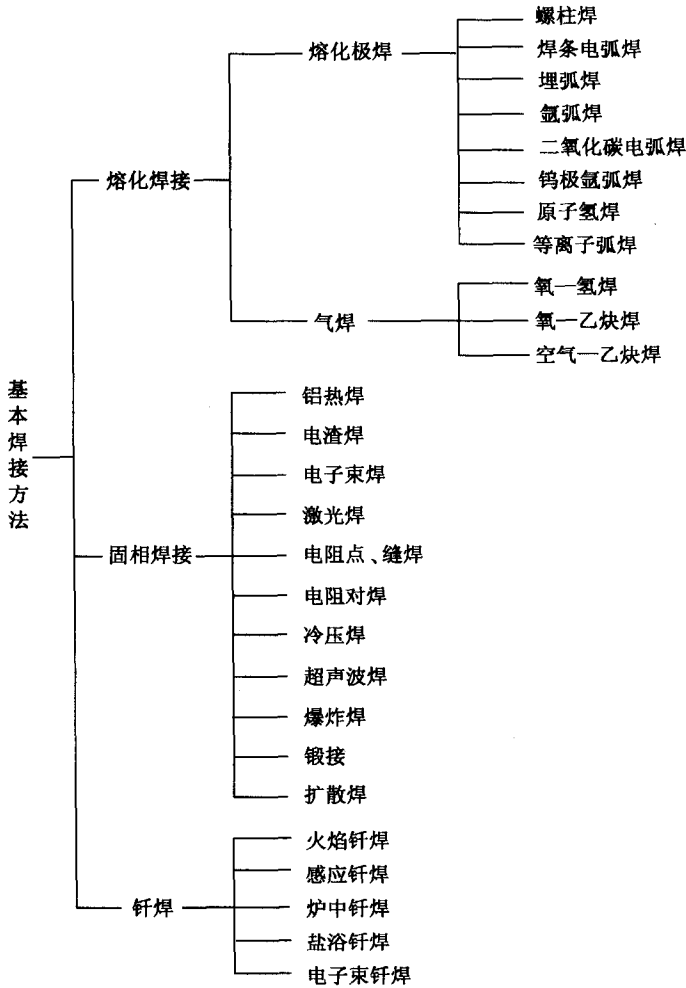 基本焊接方法
熔化焊接
熔化极焊
螺柱焊
焊条电弧焊
埋弧焊
氩弧焊
二氧化碳电弧焊
钨极氩弧焊
原子氢焊
等离子弧焊
气焊
氧—氢焊
氧—乙炔焊
空气—乙炔焊
固相焊接
铝热焊
电渣焊
电子束焊
激光焊
电阻点、缝焊
电阻对焊
冷压焊
超声波焊
爆炸焊
锻接
扩散焊
钎焊
火焰钎焊
感应钎焊
炉中钎焊
盐浴钎焊
电子束钎焊